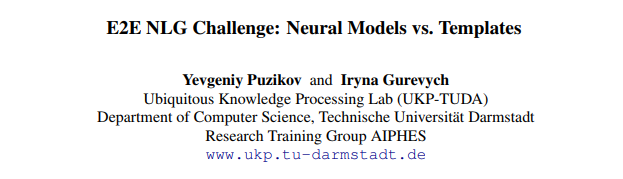 E2E NLG Challenge: Neural Models vs. Templates
Yevgeniy Puzikov and Iryna Gurevych
Ubiquitous Knowledge Processing Lab (UKP-TUDA)
Department of Computer Science, Technische Universität Darmstadt
Research Training Group AIPHES
www.ukp.tu-darmstadt.de